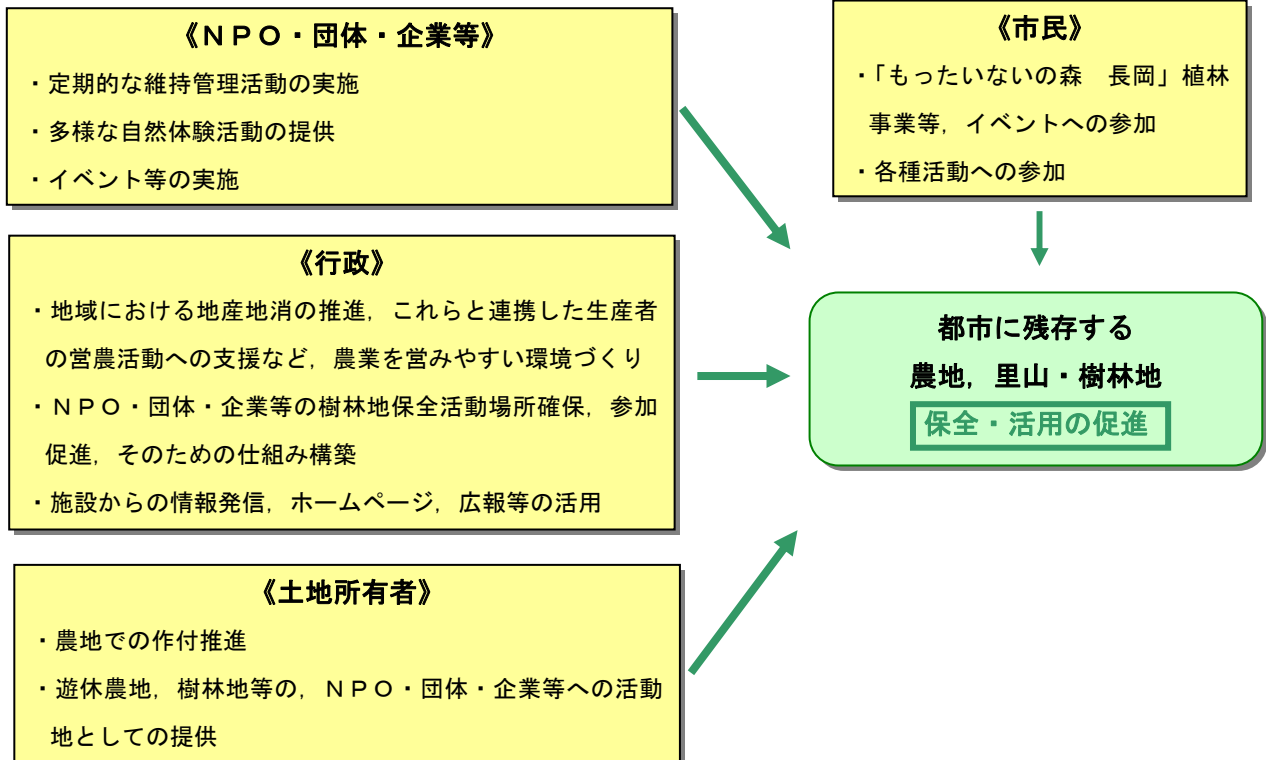 《ＮＰＯ・団体・企業等》
・定期的な維持管理活動の実施
・多様な自然体験活動の提供
・イベント等の実施
《市民》
・「もったいないの森　長岡」植林
事業等，イベントへの参加
・各種活動への参加
《行政》
・地域における地産地消の推進，これらと連携した生産者
の営農活動への支援など，農業を営みやすい環境づくり
・ＮＰＯ・団体・企業等の樹林地保全活動場所確保，参加
促進，そのための仕組み構築
・施設からの情報発信，ホームページ，広報等の活用
都市に残存する
農地，里山・樹林地
保全・活用の促進
《土地所有者》
・農地での作付推進
・遊休農地，樹林地等の，ＮＰＯ・団体・企業等への活動
地としての提供